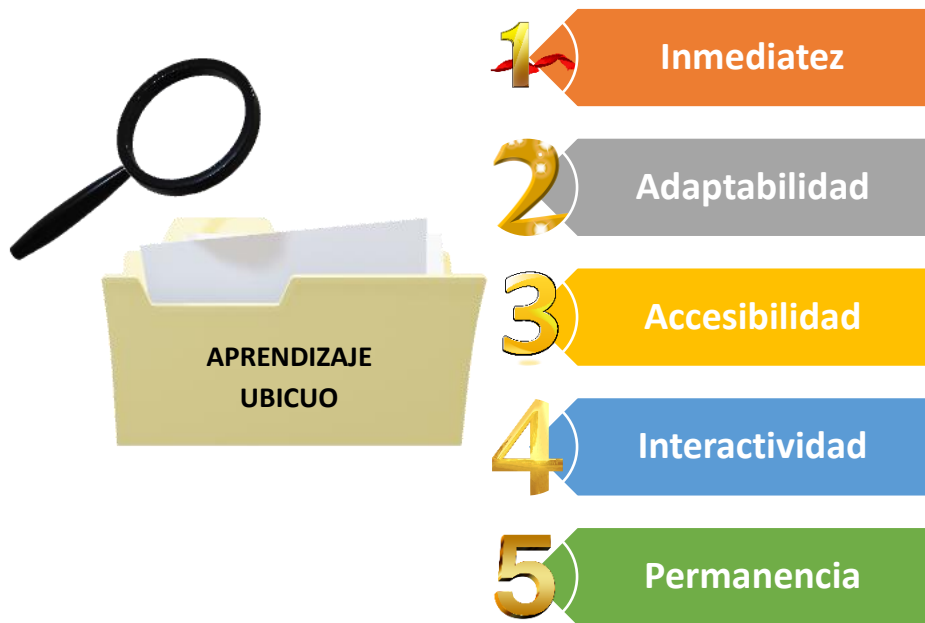 APRENDIZAJE
UBICUO
1 Inmediatez
2 Adaptabilidad
3 Accesibilidad
4 Interactividad
5 Permanencia